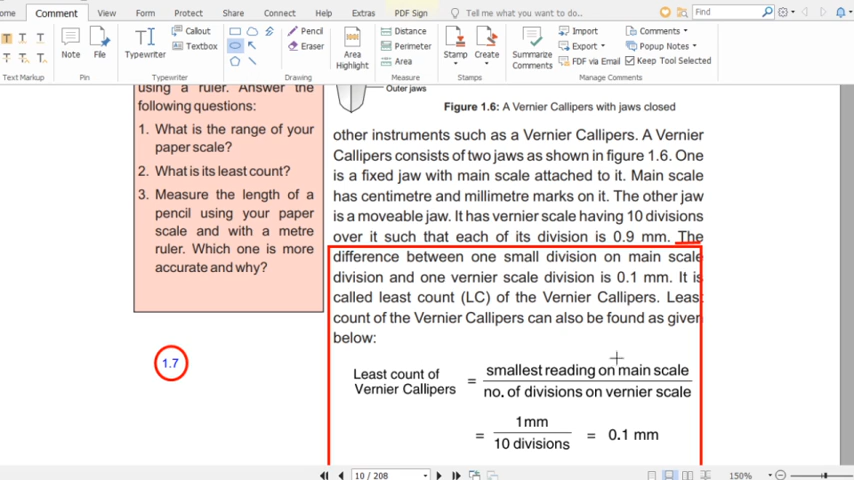 ome
Comment
View
Form
Protect
Share
Connect
Help
Extras
PDF Sign
Tell me what you want to do...
Find
T T T
T T T
Text Markup
Note
File
Pin
Typewriter
Callout
Textbox
Typewriter
Pencil
Eraser
Drawing
Area
Highlight
Distance
Perimeter
Area
Measure
Stamp
Create
Stamps
Summarize
Comments
Import
Export
FDF via Email
Comments
Popup Notes
Keep Tool Selected
Manage Comments
using a ruler. Answer the
following questions:
1. What is the range of your
paper scale?
2. What is its least count?
3. Measure the length of a
pencil using your paper
scale and with a metre
ruler. Which one is more
accurate and why?
1.7
Outer jaws
Figure 1.6: A Vernier Callipers with jaws closed
other instruments such as a Vernier Callipers. A Vernier
Callipers consists of two jaws as shown in figure 1.6. One
is a fixed jaw with main scale attached to it. Main scale
has centimetre and millimetre marks on it. The other jaw
is a moveable jaw. It has vernier scale having 10 divisions
over it such that each of its division is 0.9 mm. The
difference between one small division on main scale
division and one vernier scale division is 0.1 mm. It is
called least count (LC) of the Vernier Callipers. Least
count of the Vernier Callipers can also be found as given
below:
Least count of
Vernier Callipers
= smallest reading on main scale
no. of divisions on vernier scale
= 1mm
10 divisions
= 0.1 mm
10 / 208
150%